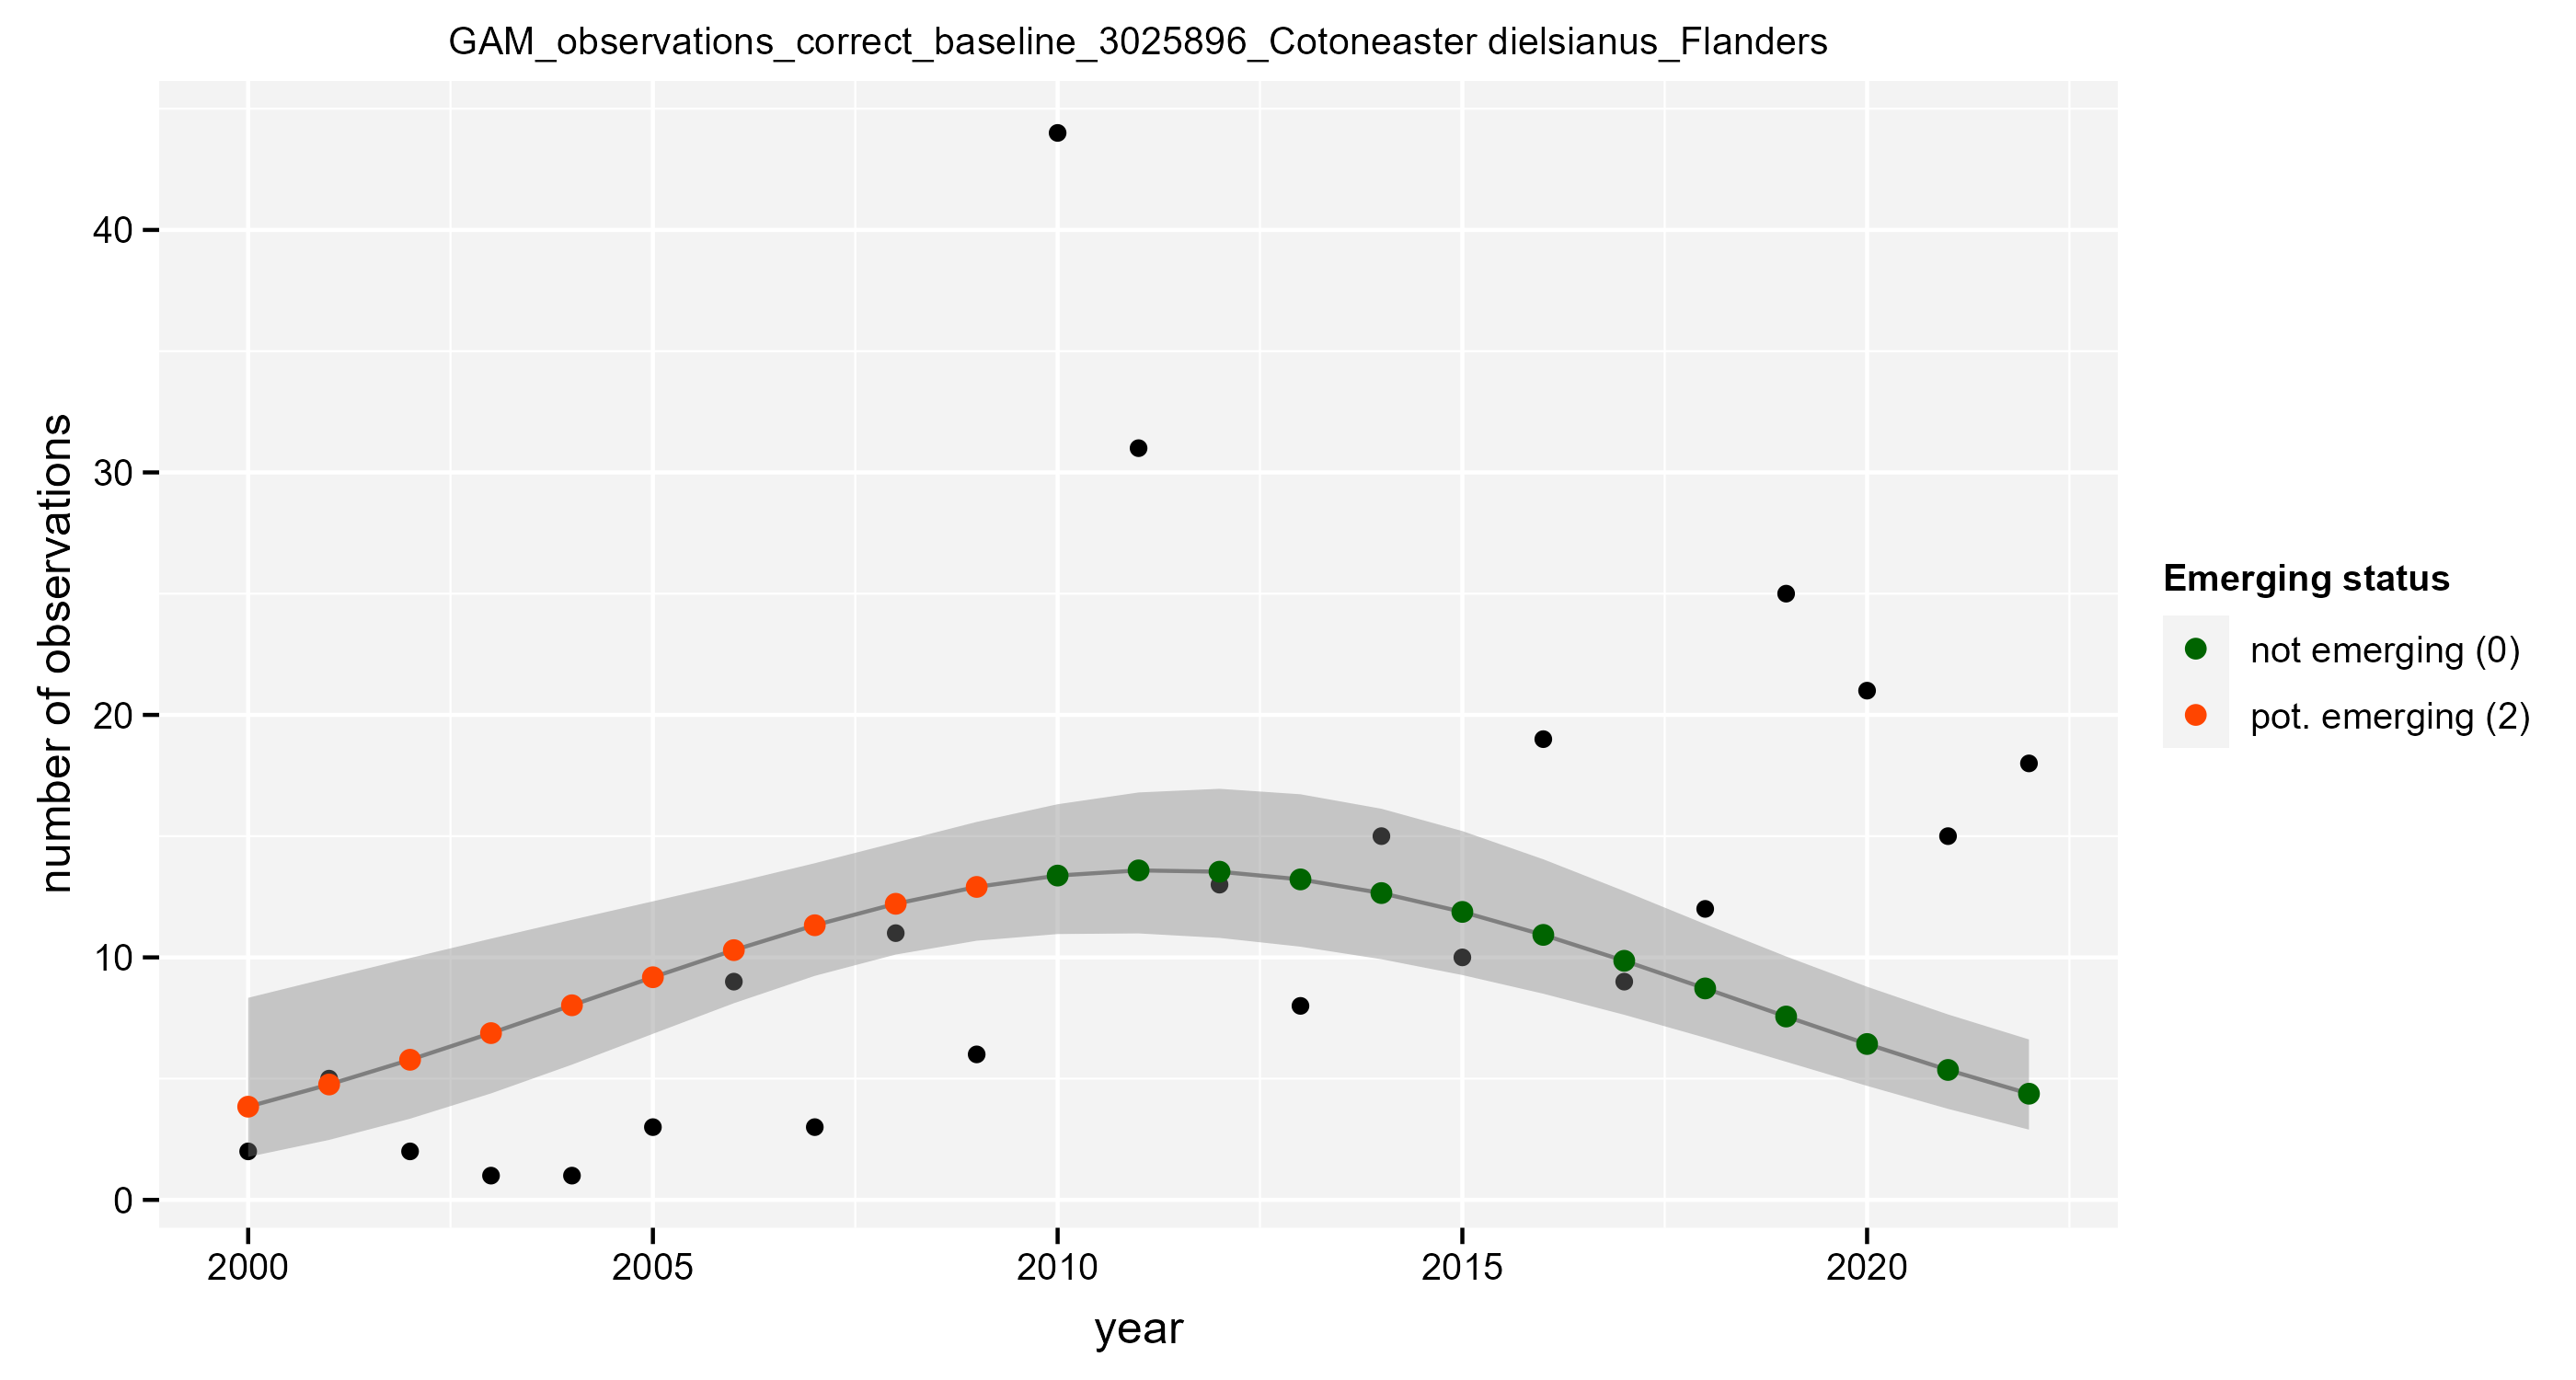 GAM_observations_correct_baseline_3025896_Cotoneaster dielsianus_Flanders
number of observations
40
30
20
10
0
2000 2005 2010 2015 2020
year
Emerging status
not emerging (0)
pot. emerging (2)